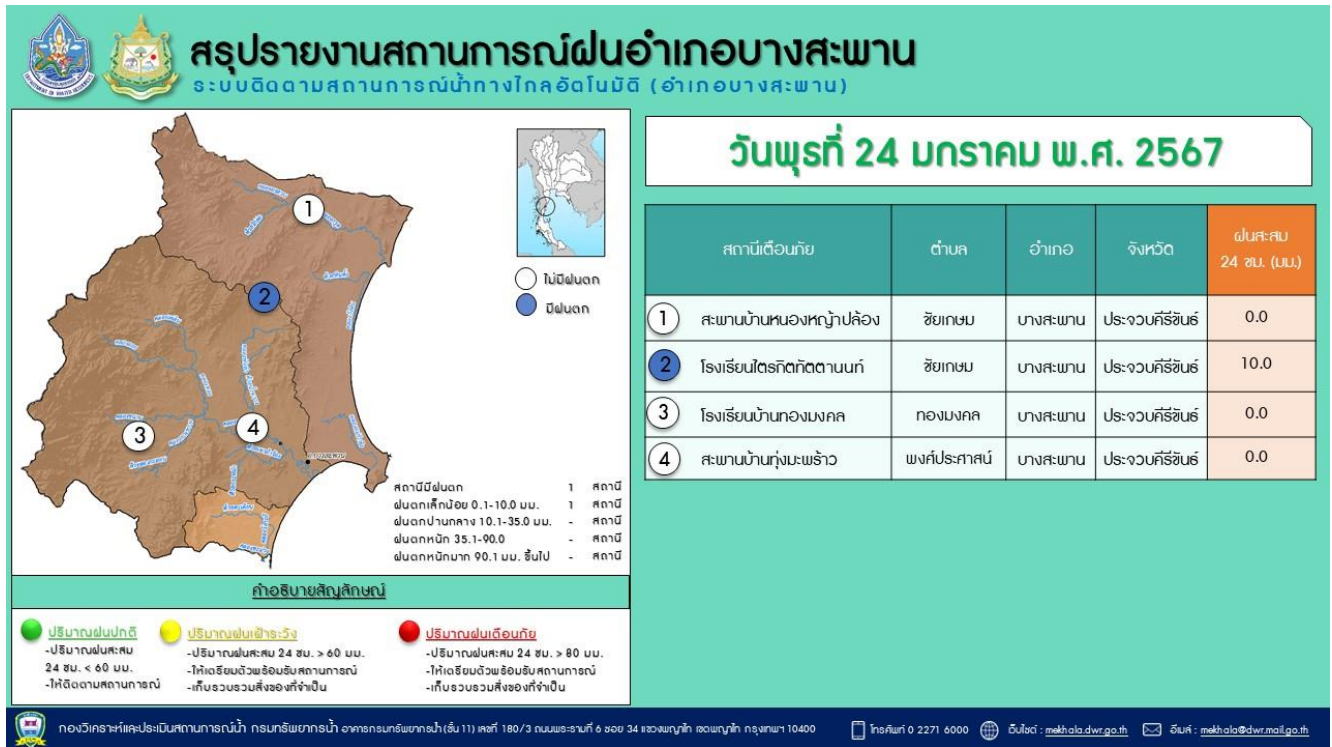 สรุปรายงานสถานการณ์ฝนอำเภอบางสะพาน
ระบบติดตามสถานการณ์น้ำทางไกลอัตโนมัติ (อำเภอบางสะพาน)
1
2
3
4
ไม่มีฝนตก
มีฝนตก
สถานีมีฝนตก 1 สถานี
ฝนตกเล็กน้อย 0.1-10.0 มม. 1 สถานี
ฝนตกปานกลาง 10.1-35.0 มม. - สถานี
ฝนตกหนัก 35.1-90.0 - สถานี
ฝนตกหนักมาก 90.1 มม. ขึ้นไป - สถานี
คำอธิบายสัญลักษณ์
ปริมาณฝนปกติ
-ปริมาณฝนสะสม
24 ชม. < 60 มม.
-ให้ติดตามสถานการณ์
ปริมาณฝนเฝ้าระวัง
-ปริมาณฝนสะสม 24 ชม. > 60 มม.
-ให้เตรียมตัวพร้อมรับสถานการณ์
-เก็บรวบรวมสิ่งของที่จำเป็น
ปริมาณฝนเตือนภัย
-ปริมาณฝนสะสม 24 ชม. > 80 มม.
-ให้เตรียมตัวพร้อมรับสถานการณ์
-เก็บรวบรวมสิ่งของที่จำเป็น
วันพุธที่ 24 มกราคม พ.ศ. 2567
สถานีเตือนภัย ตำบล อำเภอ จังหวัด ฝนสะสม
24 ชม. (มม.)
1 สะพานบ้านหนองหญ้าปล้อง ชัยเกษม บางสะพาน ประจวบคีรีขันธ์ 0.0
2 โรงเรียนไตรกิตทัตตานนท์ ชัยเกษม บางสะพาน ประจวบคีรีขันธ์ 10.0
3 โรงเรียนบ้านทองมงคล ทองมงคล บางสะพาน ประจวบคีรีขันธ์ 0.0
4 สะพานบ้านทุ่งมะพร้าว พงศ์ประศาสน์ บางสะพาน ประจวบคีรีขันธ์ 0.0
กองวิเคราะห์และประเมินสถานการณ์น้ำ กรมทรัพยากรน้ำ อาคารกรมทรัพยากรน้ำ (ชั้น 11) เลขที่ 180/3 ถนนพระรามที่ 6 ซอย 34 แขวงพญาไท เขตพญาไท กรุงเทพฯ 10400 โทรศัพท์ 0 2271 6000 เว็บไซต์ : mekhala.dwr.go.th อีเมล์ : mekhala@dwr.mail.go.th